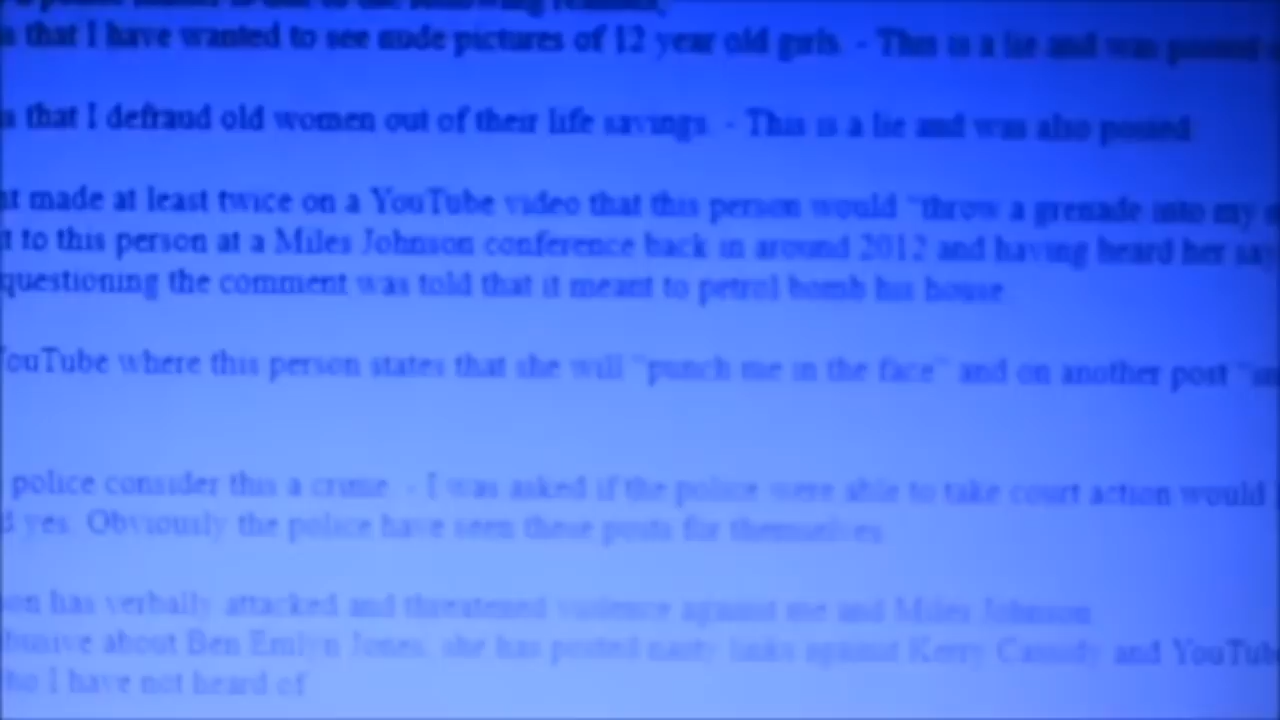 that I have wanted to see nude pictures of 12 year old girls. - This is a lie and was posted
that I defraud old women out of their life savings. - This is a lie and was also posted
at made at least twice on a YouTube video that this person would "throw a grenade into my
to this person at a Miles Johnson conference back in around 2012 and having heard her say
questioning the comment was told that it meant to petrol bomb his house
YouTube where this person states that she will "punch me in the face" and on another post
police consider this a crime. - I was asked if the police were able to take court action would
yes. Obviously the police have seen these posts for themselves
on has verbally attacked and threatened violence against me and Miles Johnson
about Ben Emlyn Jones, she has posted nasty links against Kerry Cassidy and YouTube
I have not heard of